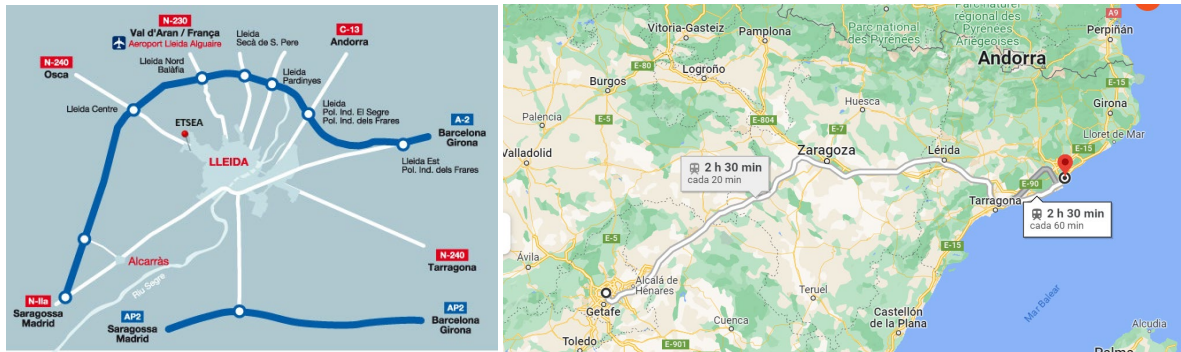 N-230
Val d'Aran / França
Aeroport Lleida Alguaire
Lleida
Secà de S. Pere
C-13
Andorra
N-240
Osca
Lleida Nord
Balàfia
Lleida
Pardinyes
Lleida Centre
ETSEA
Lleida
Pol. Ind. El Segre
Pol. Ind. dels Frares
A-2
Barcelona
Girona
LLEIDA
Lleida Est
Pol. Ind. dels Frares
Alcarràs
N-240
Tarragona
Riu Segre
N-IIa
Saragossa
Madrid
AP2
Saragossa
Madrid
AP2
Barcelona
Girona
Parc natural
regional des
Pyrénées
Ariégeoises
A9
Perpiñán
Vitoria-Gasteiz
Pamplona
Parc national
des Pyrénées
Andorra
E-80
Logroño
E-15
Burgos
Huesca
Girona
Palencia
E-5
E-804
E-7
Lloret de Mar
Valladolid
Zaragoza
Lérida
E-15
2 h 30 min
cada 20 min
E-90
Tarragona
2 h 30 min
cada 60 min
E-5
E-15
Ávila
Alcalá de
Henares
Teruel
Getafe
Castellón
de la Plana
Mar Balear
Cuenca
Toledo
E-901
Alcudia
Palma